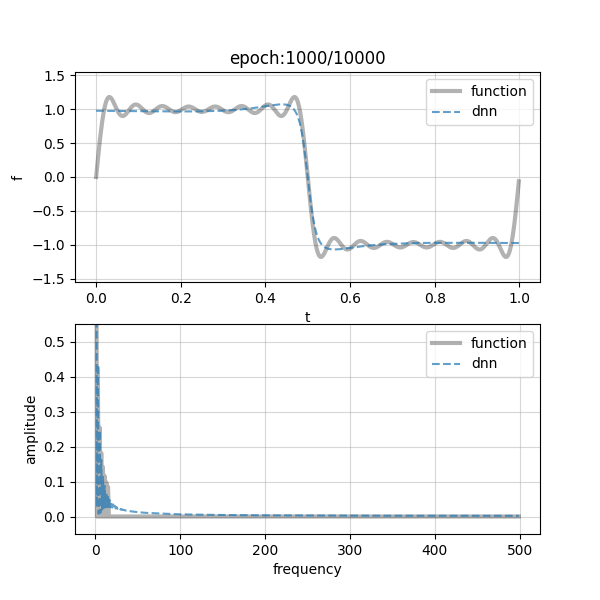 epoch:1000/10000
1.5
1.0
0.5
0.0
−0.5
−1.0
−1.5
f
function
dnn
0.0 0.2 0.4 0.6 0.8 1.0
t
0.5
0.4
0.3
0.2
0.1
0.0
amplitude
function
dnn
0 100 200 300 400 500
frequency